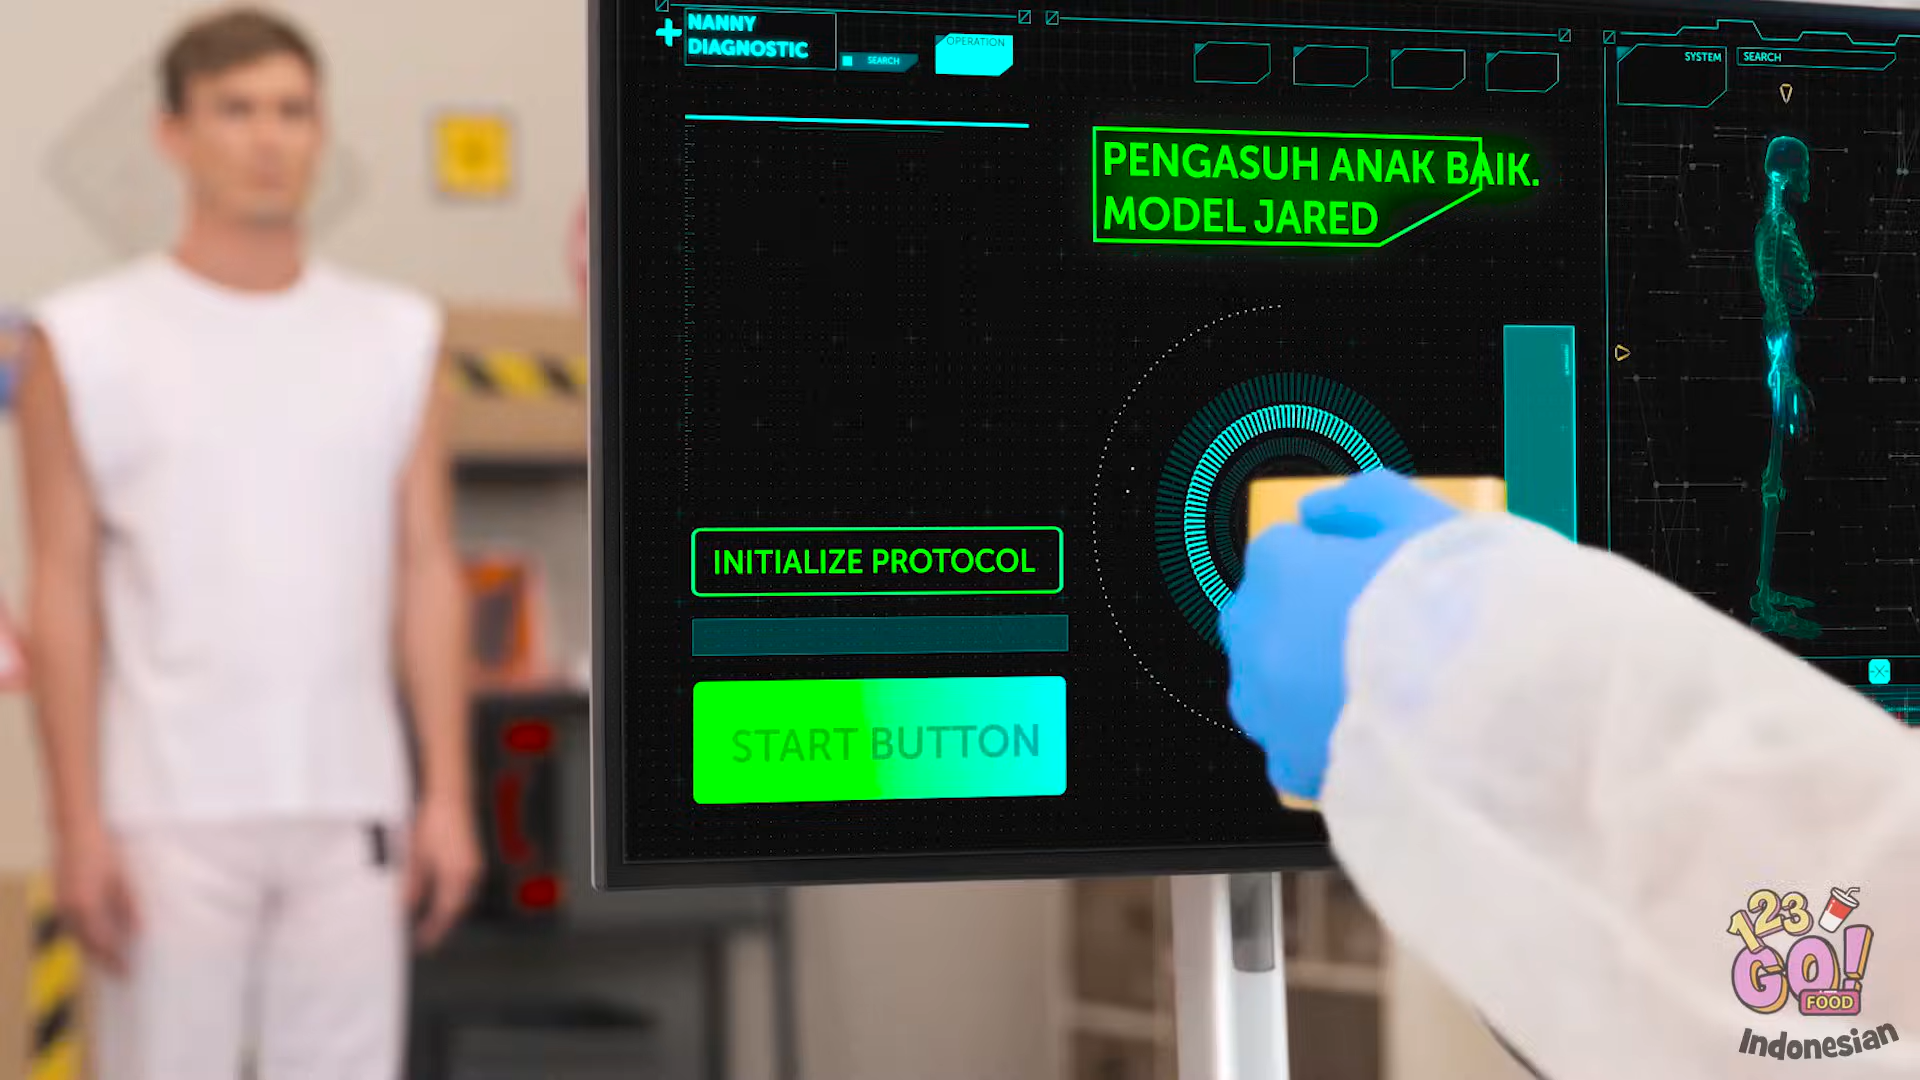 NANNY
DIAGNOSTIC
SEARCH
OPERATION
SYSTEM
SEARCH
PENGASUH ANAK BAIK.
MODEL JARED
INITIALIZE PROTOCOL
START BUTTON
123
GO!
FOOD
Indonesian